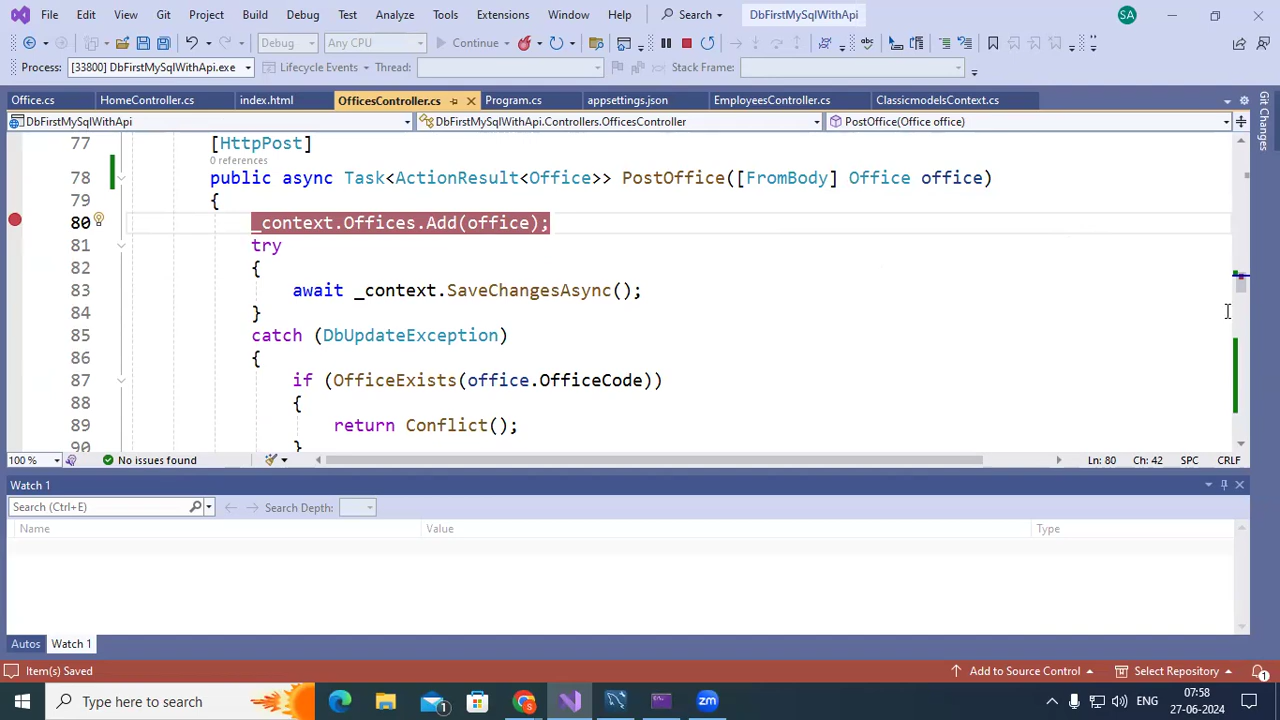 File Edit View Git Project Build Debug Test Analyze Tools Extensions Window Help Search DbFirstMySqlWithApi SA
Debug Any CPU Continue
Process: [33800] DbFirstMySqlWithApi.exe Lifecycle Events Thread: Stack Frame:
Office.cs HomeController.cs index.html OfficesController.cs Program.cs appsettings.json EmployeesController.cs ClassicmodelsContext.cs
DbFirstMySqlWithApi DbFirstMySqlWithApi.Controllers.OfficesController PostOffice(Office office)
Git Changes
77 [HttpPost]
0 references
78 public async Task<ActionResult<Office>> PostOffice([FromBody] Office office)
79 {
80 _context.Offices.Add(office);
81 try
82 {
83 await _context.SaveChangesAsync();
84 }
85 catch (DbUpdateException)
86 {
87 if (OfficeExists(office.OfficeCode))
88 {
89 return Conflict();
90 }
100 % No issues found Ln: 80 Ch: 42 SPC CRLF
Watch 1
Search (Ctrl+E) Search Depth:
Name Value Type
Autos Watch 1
Item(s) Saved Add to Source Control Select Repository 1
Type here to search 1 ENG 07:58
27-06-2024